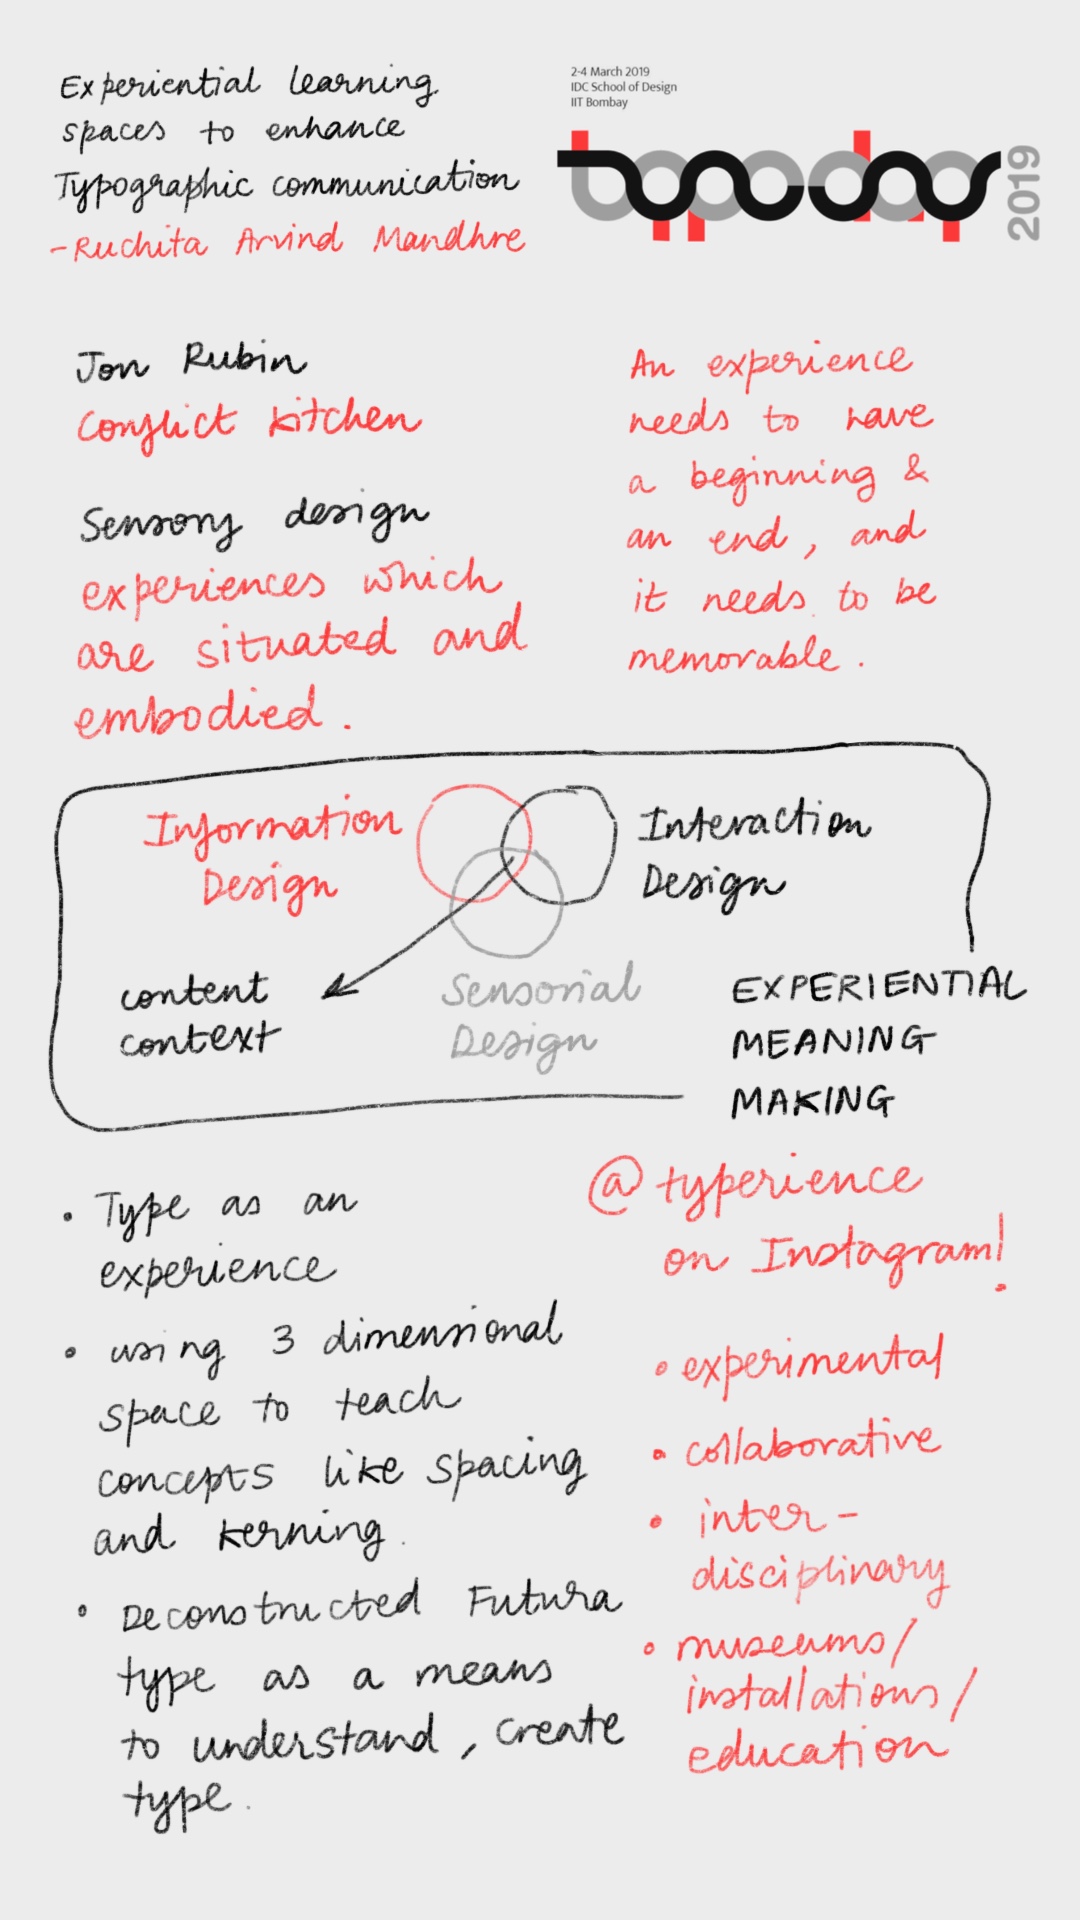 Experiential learning
spaces to enhance
Typographic communication
-Ruchita Arvind Mandhre
2-4 March 2019
IDC School of Design
IIT Bombay
typoday
2019
Jon Rubin
Conflict kitchen
Sensory design
experiences which
are situated and
embodied.
An experience
needs to have
a beginning &
an end, and
it needs to be
memorable.
Information
Design
Interaction
Design
content
context
Sensorial
Design
EXPERIENTIAL
MEANING
MAKING
• Type as an
experience
• using 3 dimensional
space to teach
concepts like spacing
and kerning.
• Deconstructed Futura
type as a means
to understand, create
type.
@typerience
on Instagram!
• experimental
• collaborative
• inter-
disciplinary
• museums/
installations/
education